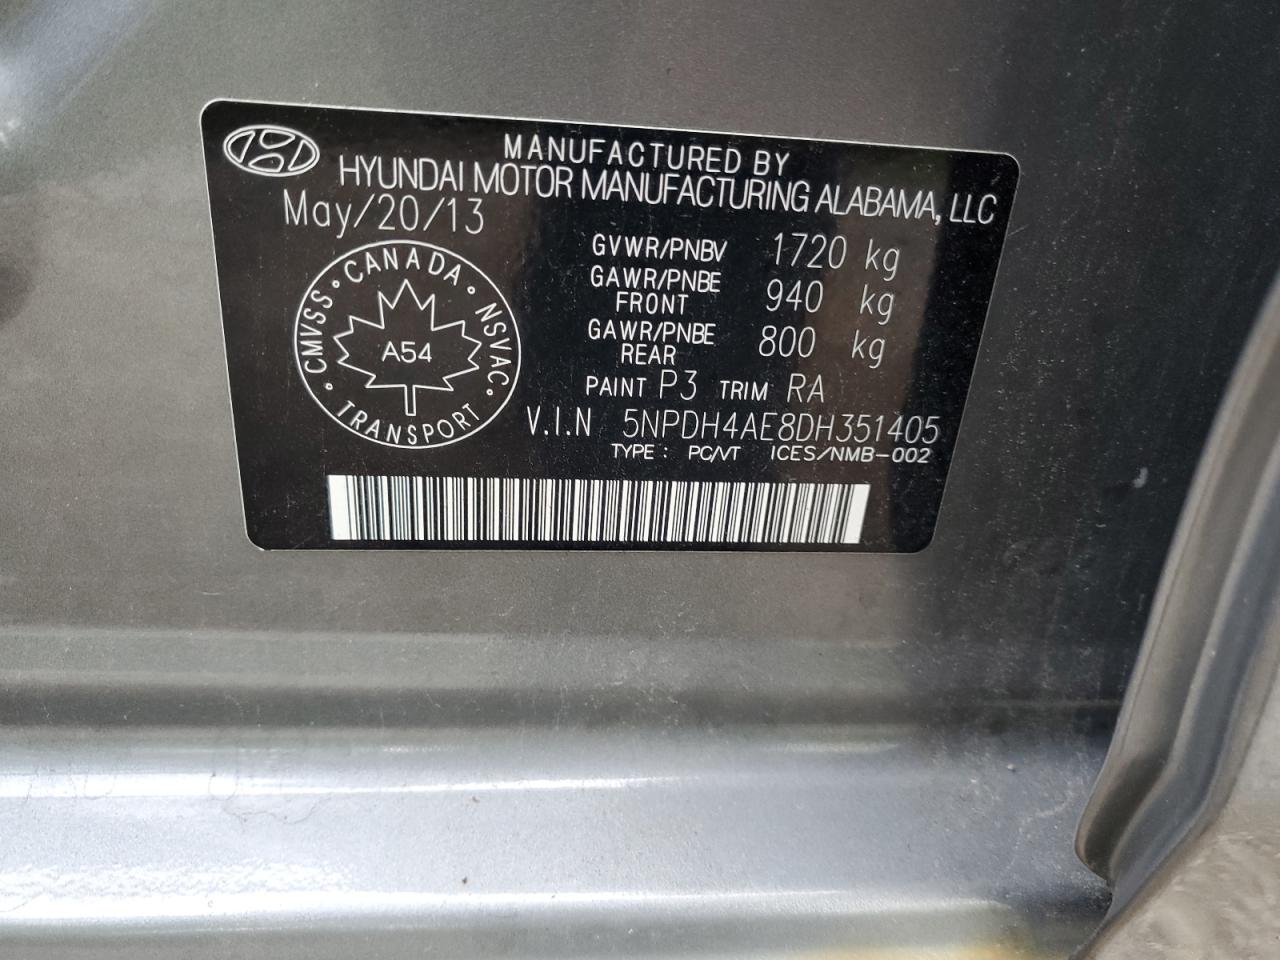 MANUFACTURED BY
HYUNDAI MOTOR MANUFACTURING ALABAMA, LLC
May/20/13
GVWR/PNBV 1720 kg
GAWR/PNBE FRONT 940 kg
GAWR/PNBE REAR 800 kg
PAINT P3 TRIM RA
V.I.N 5NPDH4AE8DH351405
TYPE: PC/VT ICES/NMB-002
CMVSS • CANADA • NSVAC •
A54
TRANSPORT